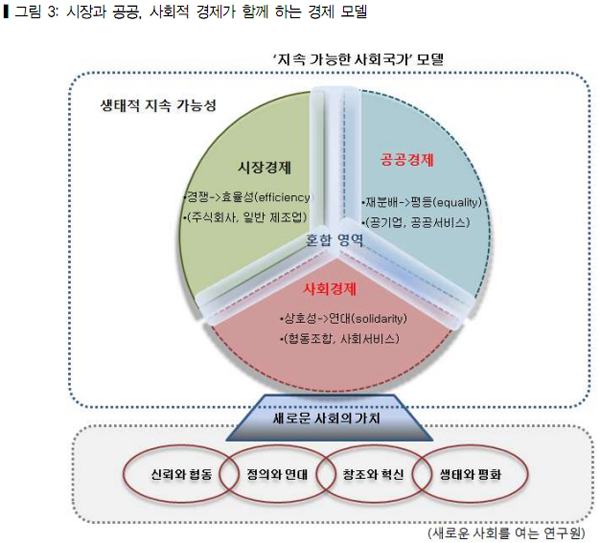 ▌그림 3: 시장과 공공, 사회적 경제가 함께 하는 경제 모델
‘지속 가능한 사회국가’ 모델
생태적 지속 가능성
시장경제
•경쟁->효율성(efficiency)
•(주식회사, 일반 제조업)
공공경제
•재분배->평등(equality)
•(공기업, 공공서비스)
혼합 영역
사회경제
•상호성->연대(solidarity)
•(협동조합, 사회서비스)
새로운 사회의 가치
신뢰와 협동
정의와 연대
창조와 혁신
생태와 평화
(새로운 사회를 여는 연구원)